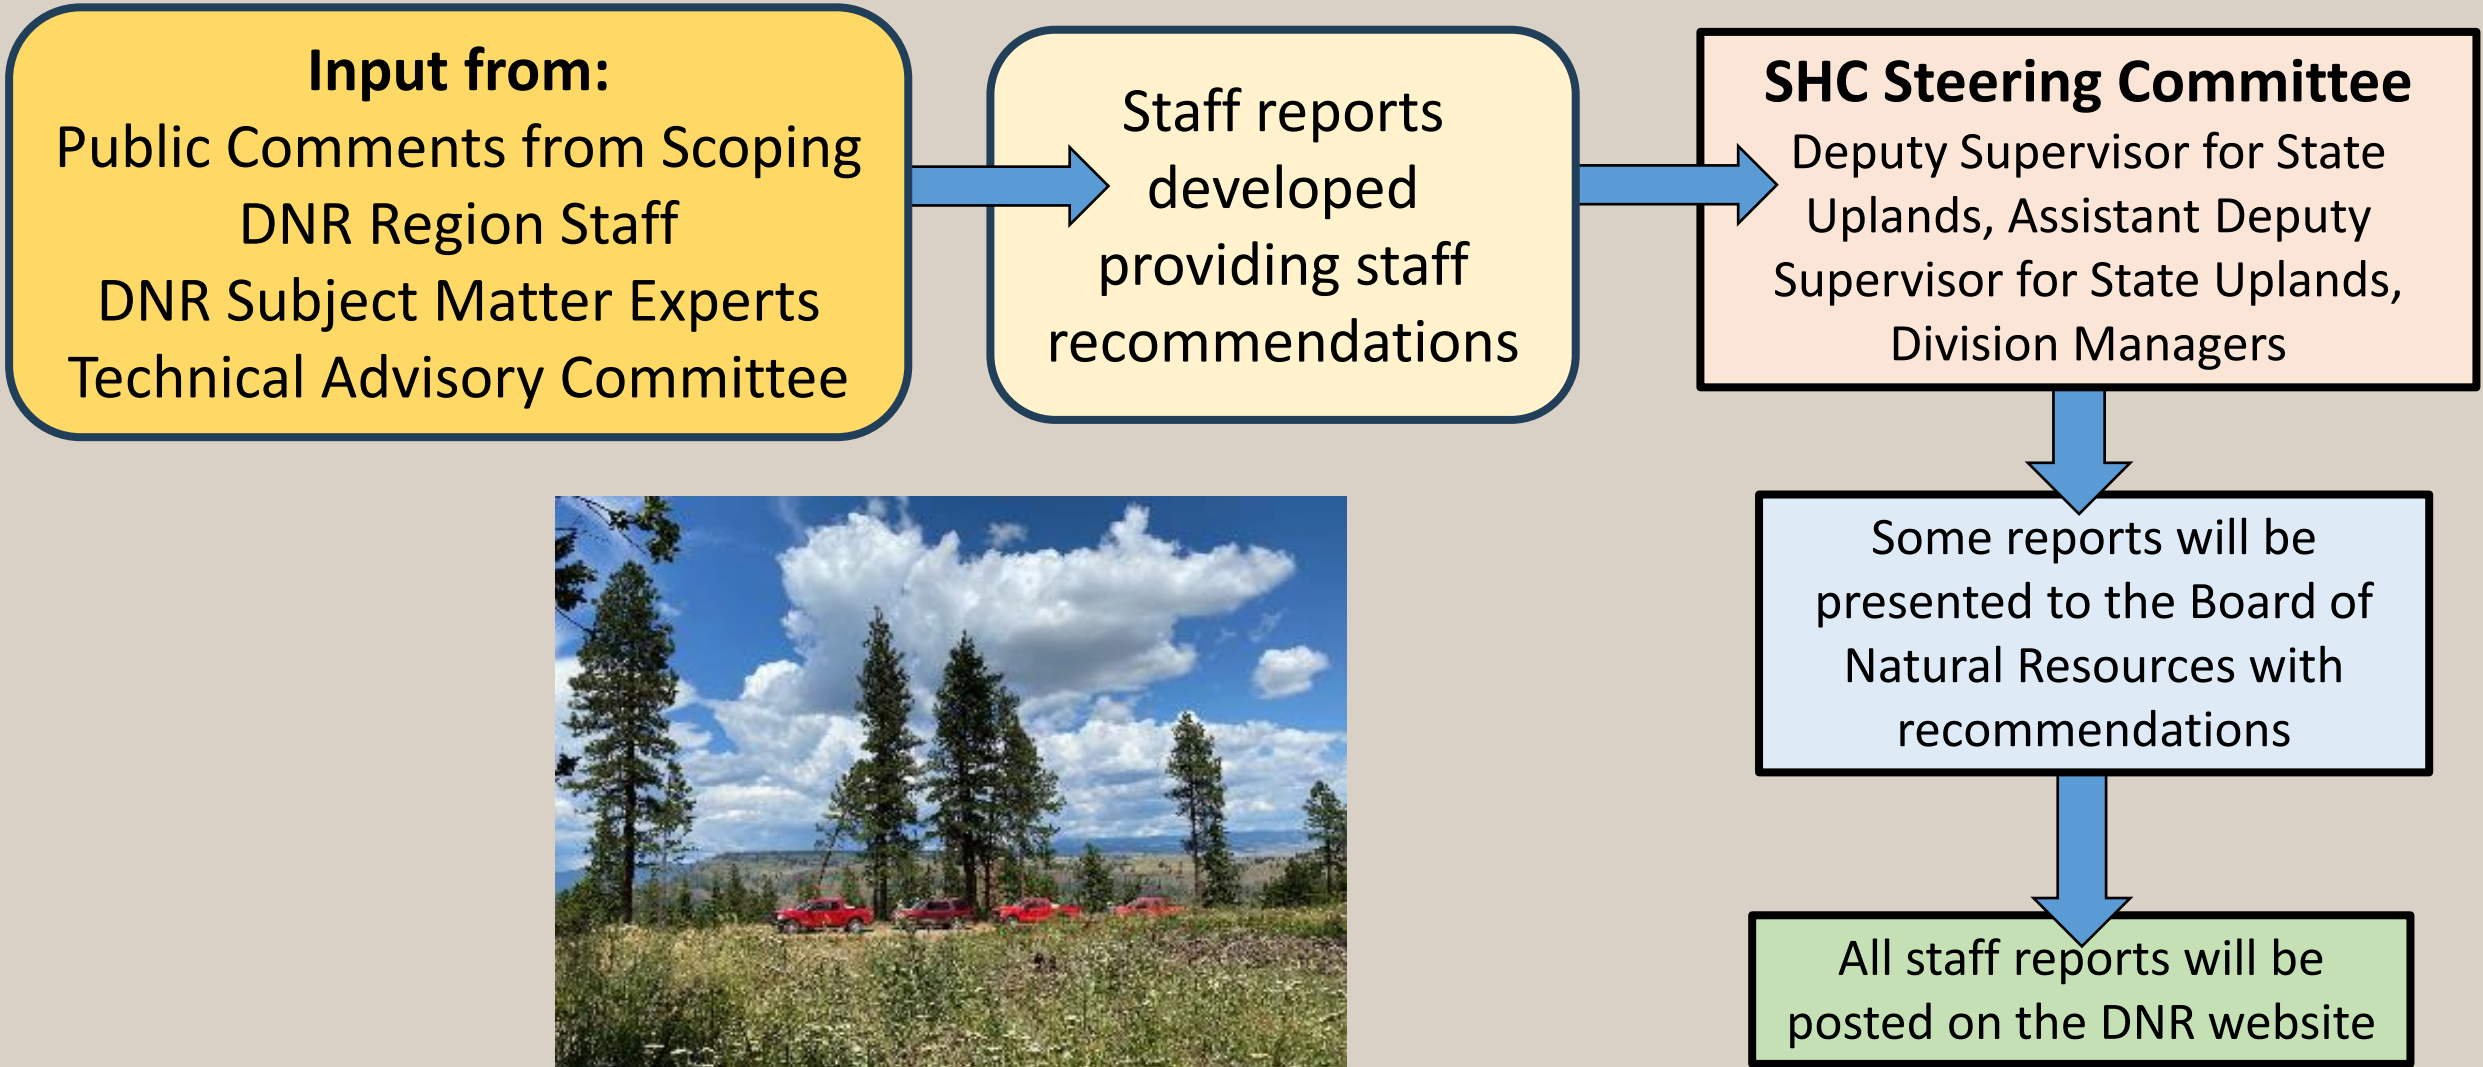 Input from:
Public Comments from Scoping
DNR Region Staff
DNR Subject Matter Experts
Technical Advisory Committee
Staff reports
developed
providing staff
recommendations
SHC Steering Committee
Deputy Supervisor for State
Uplands, Assistant Deputy
Supervisor for State Uplands,
Division Managers
Some reports will be
presented to the Board of
Natural Resources with
recommendations
All staff reports will be
posted on the DNR website